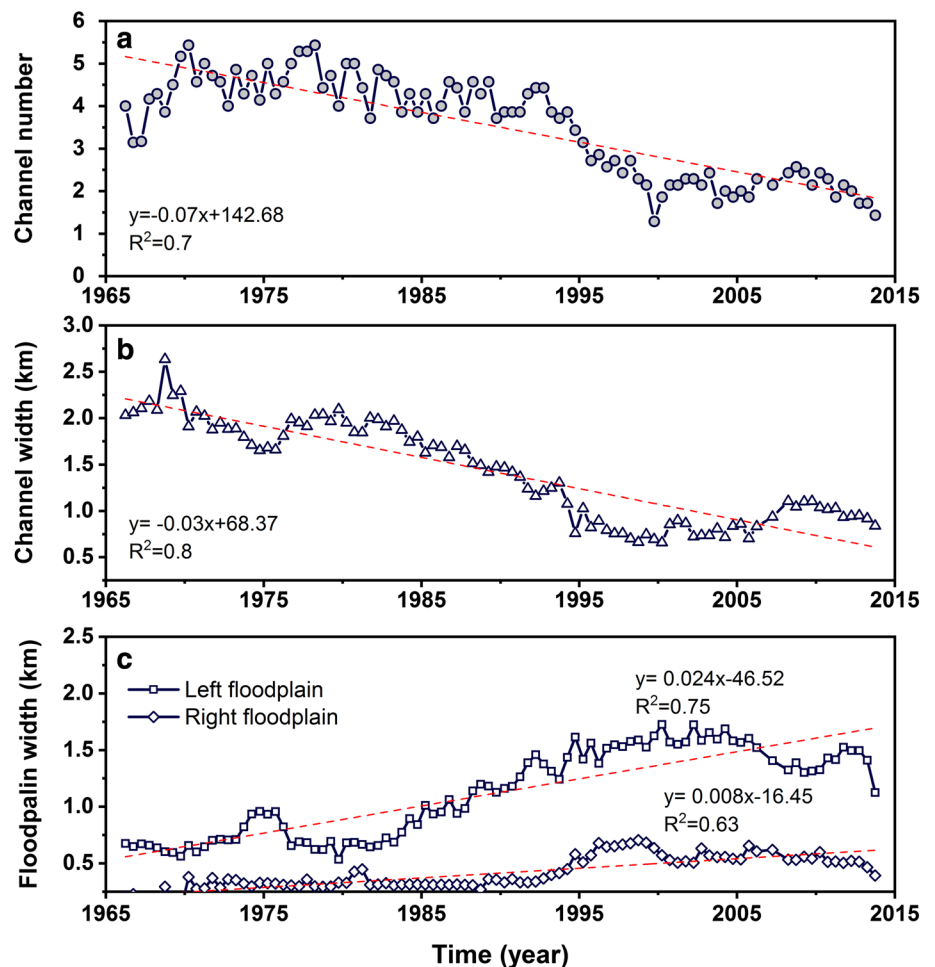 a
Channel number
6
5
4
3
2
1
0
y=-0.07x+142.68
R²=0.7
1965 1975 1985 1995 2005 2015
b
Channel width (km)
3.0
2.5
2.0
1.5
1.0
0.5
y= -0.03x+68.37
R²=0.8
1965 1975 1985 1995 2005 2015
c
Floodpalin width (km)
2.5
2.0
1.5
1.0
0.5
Left floodplain
Right floodplain
y= 0.024x-46.52
R²=0.75
y= 0.008x-16.45
R²=0.63
1965 1975 1985 1995 2005 2015
Time (year)